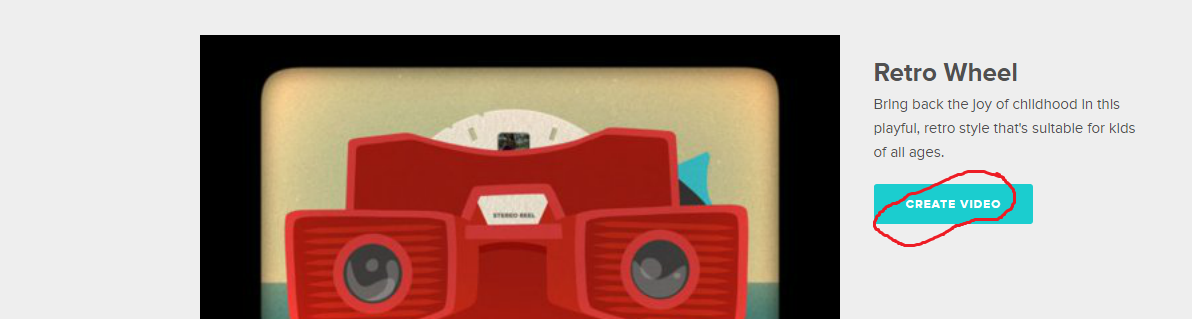 Retro Wheel
Bring back the joy of childhood in this
playful, retro style that's suitable for kids
of all ages.
CREATE VIDEO
STEREO REEL